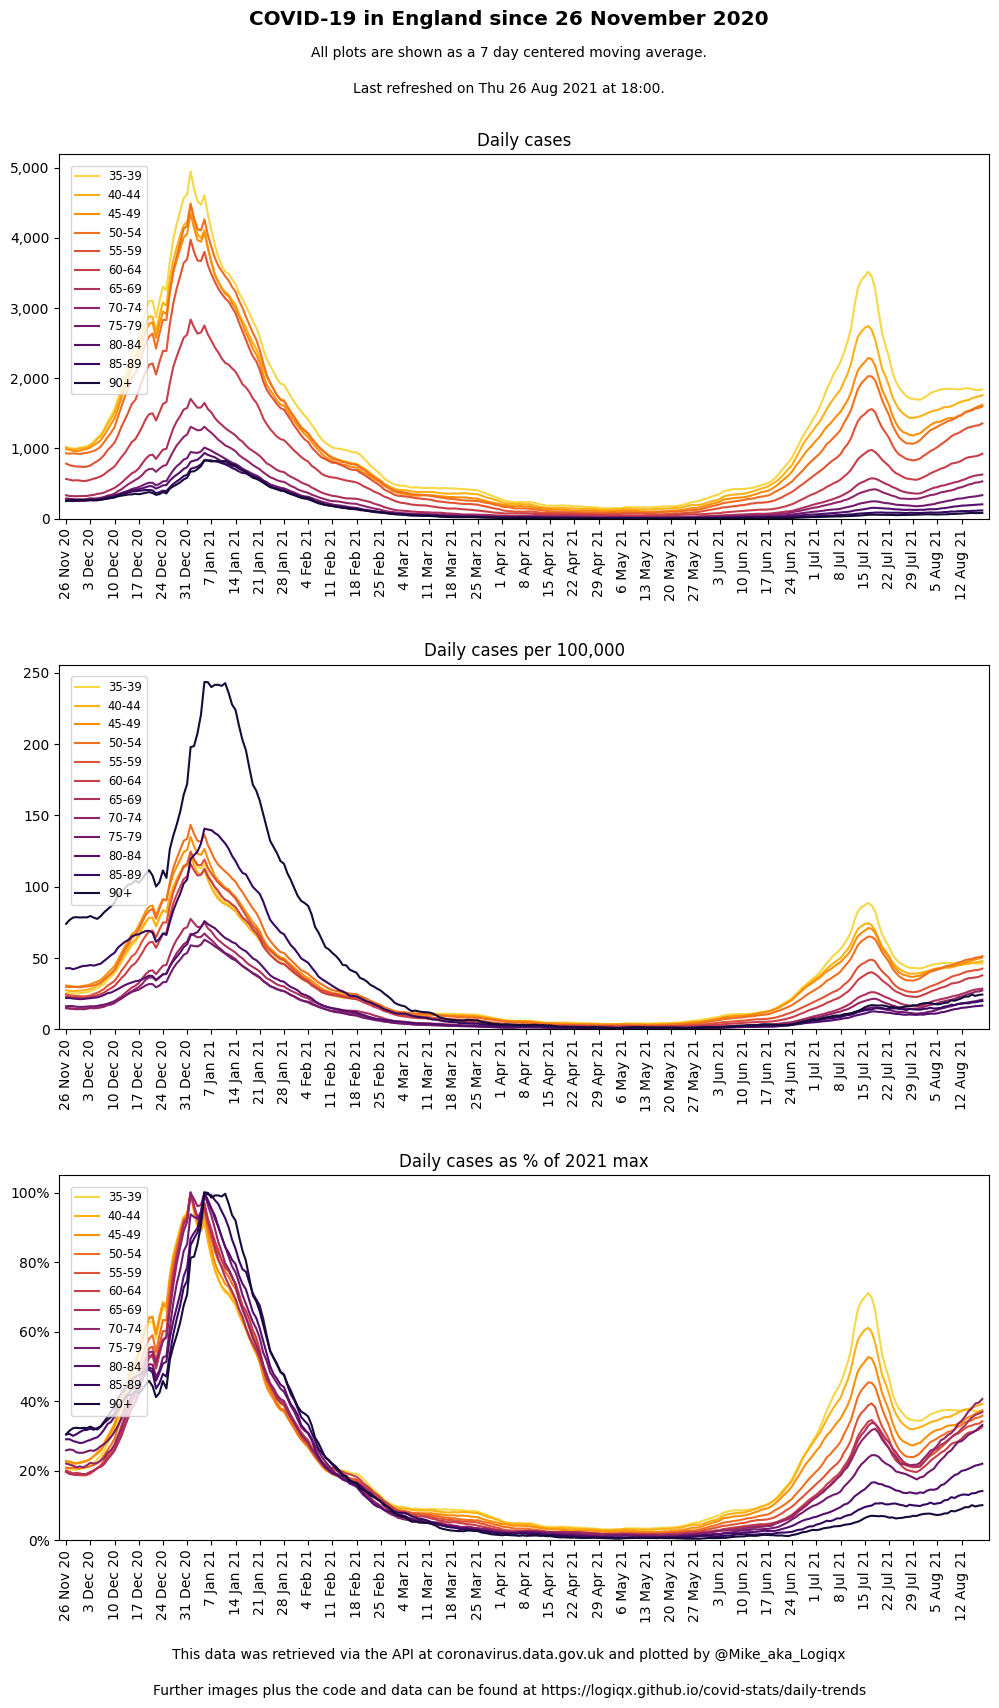 COVID-19 in England since 26 November 2020
All plots are shown as a 7 day centered moving average.
Last refreshed on Thu 26 Aug 2021 at 18:00.
Daily cases
5,000
4,000
3,000
2,000
1,000
0
35-39
40-44
45-49
50-54
55-59
60-64
65-69
70-74
75-79
80-84
85-89
90+
26 Nov 20
3 Dec 20
10 Dec 20
17 Dec 20
24 Dec 20
31 Dec 20
7 Jan 21
14 Jan 21
21 Jan 21
28 Jan 21
4 Feb 21
11 Feb 21
18 Feb 21
25 Feb 21
4 Mar 21
11 Mar 21
18 Mar 21
25 Mar 21
1 Apr 21
8 Apr 21
15 Apr 21
22 Apr 21
29 Apr 21
6 May 21
13 May 21
20 May 21
27 May 21
3 Jun 21
10 Jun 21
17 Jun 21
24 Jun 21
1 Jul 21
8 Jul 21
15 Jul 21
22 Jul 21
29 Jul 21
5 Aug 21
12 Aug 21
Daily cases per 100,000
250
200
150
100
50
0
35-39
40-44
45-49
50-54
55-59
60-64
65-69
70-74
75-79
80-84
85-89
90+
26 Nov 20
3 Dec 20
10 Dec 20
17 Dec 20
24 Dec 20
31 Dec 20
7 Jan 21
14 Jan 21
21 Jan 21
28 Jan 21
4 Feb 21
11 Feb 21
18 Feb 21
25 Feb 21
4 Mar 21
11 Mar 21
18 Mar 21
25 Mar 21
1 Apr 21
8 Apr 21
15 Apr 21
22 Apr 21
29 Apr 21
6 May 21
13 May 21
20 May 21
27 May 21
3 Jun 21
10 Jun 21
17 Jun 21
24 Jun 21
1 Jul 21
8 Jul 21
15 Jul 21
22 Jul 21
29 Jul 21
5 Aug 21
12 Aug 21
Daily cases as % of 2021 max
100%
80%
60%
40%
20%
0%
35-39
40-44
45-49
50-54
55-59
60-64
65-69
70-74
75-79
80-84
85-89
90+
26 Nov 20
3 Dec 20
10 Dec 20
17 Dec 20
24 Dec 20
31 Dec 20
7 Jan 21
14 Jan 21
21 Jan 21
28 Jan 21
4 Feb 21
11 Feb 21
18 Feb 21
25 Feb 21
4 Mar 21
11 Mar 21
18 Mar 21
25 Mar 21
1 Apr 21
8 Apr 21
15 Apr 21
22 Apr 21
29 Apr 21
6 May 21
13 May 21
20 May 21
27 May 21
3 Jun 21
10 Jun 21
17 Jun 21
24 Jun 21
1 Jul 21
8 Jul 21
15 Jul 21
22 Jul 21
29 Jul 21
5 Aug 21
12 Aug 21
This data was retrieved via the API at coronavirus.data.gov.uk and plotted by @Mike_aka_Logiqx
Further images plus the code and data can be found at https://logiqx.github.io/covid-stats/daily-trends